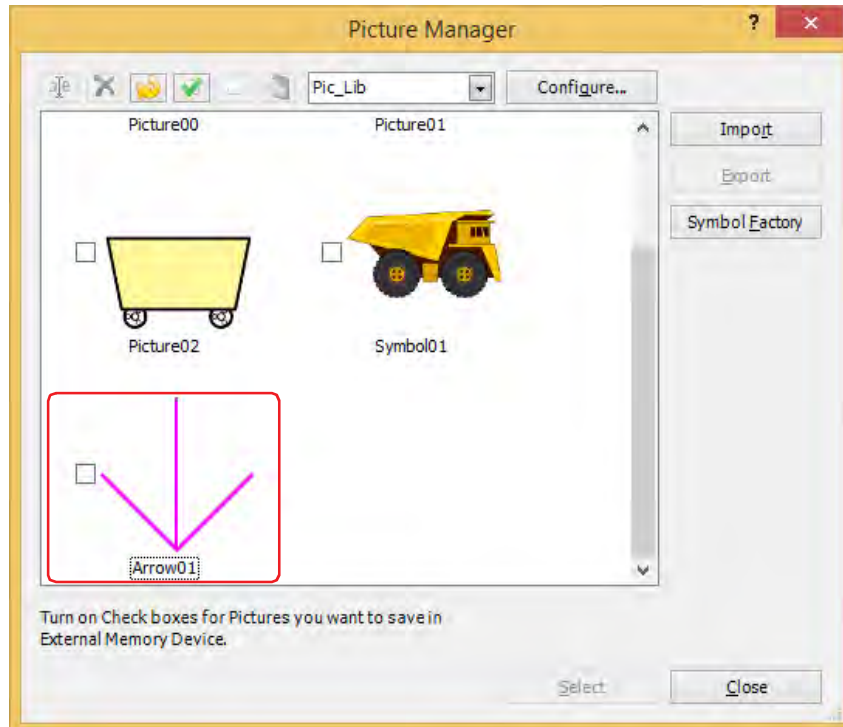 Picture Manager
?
Pic_Lib
Configure...
Picture00 Picture01
Import
Export
Symbol Factory
Picture02 Symbol01
Arrow01
Turn on Check boxes for Pictures you want to save in
External Memory Device.
Select Close